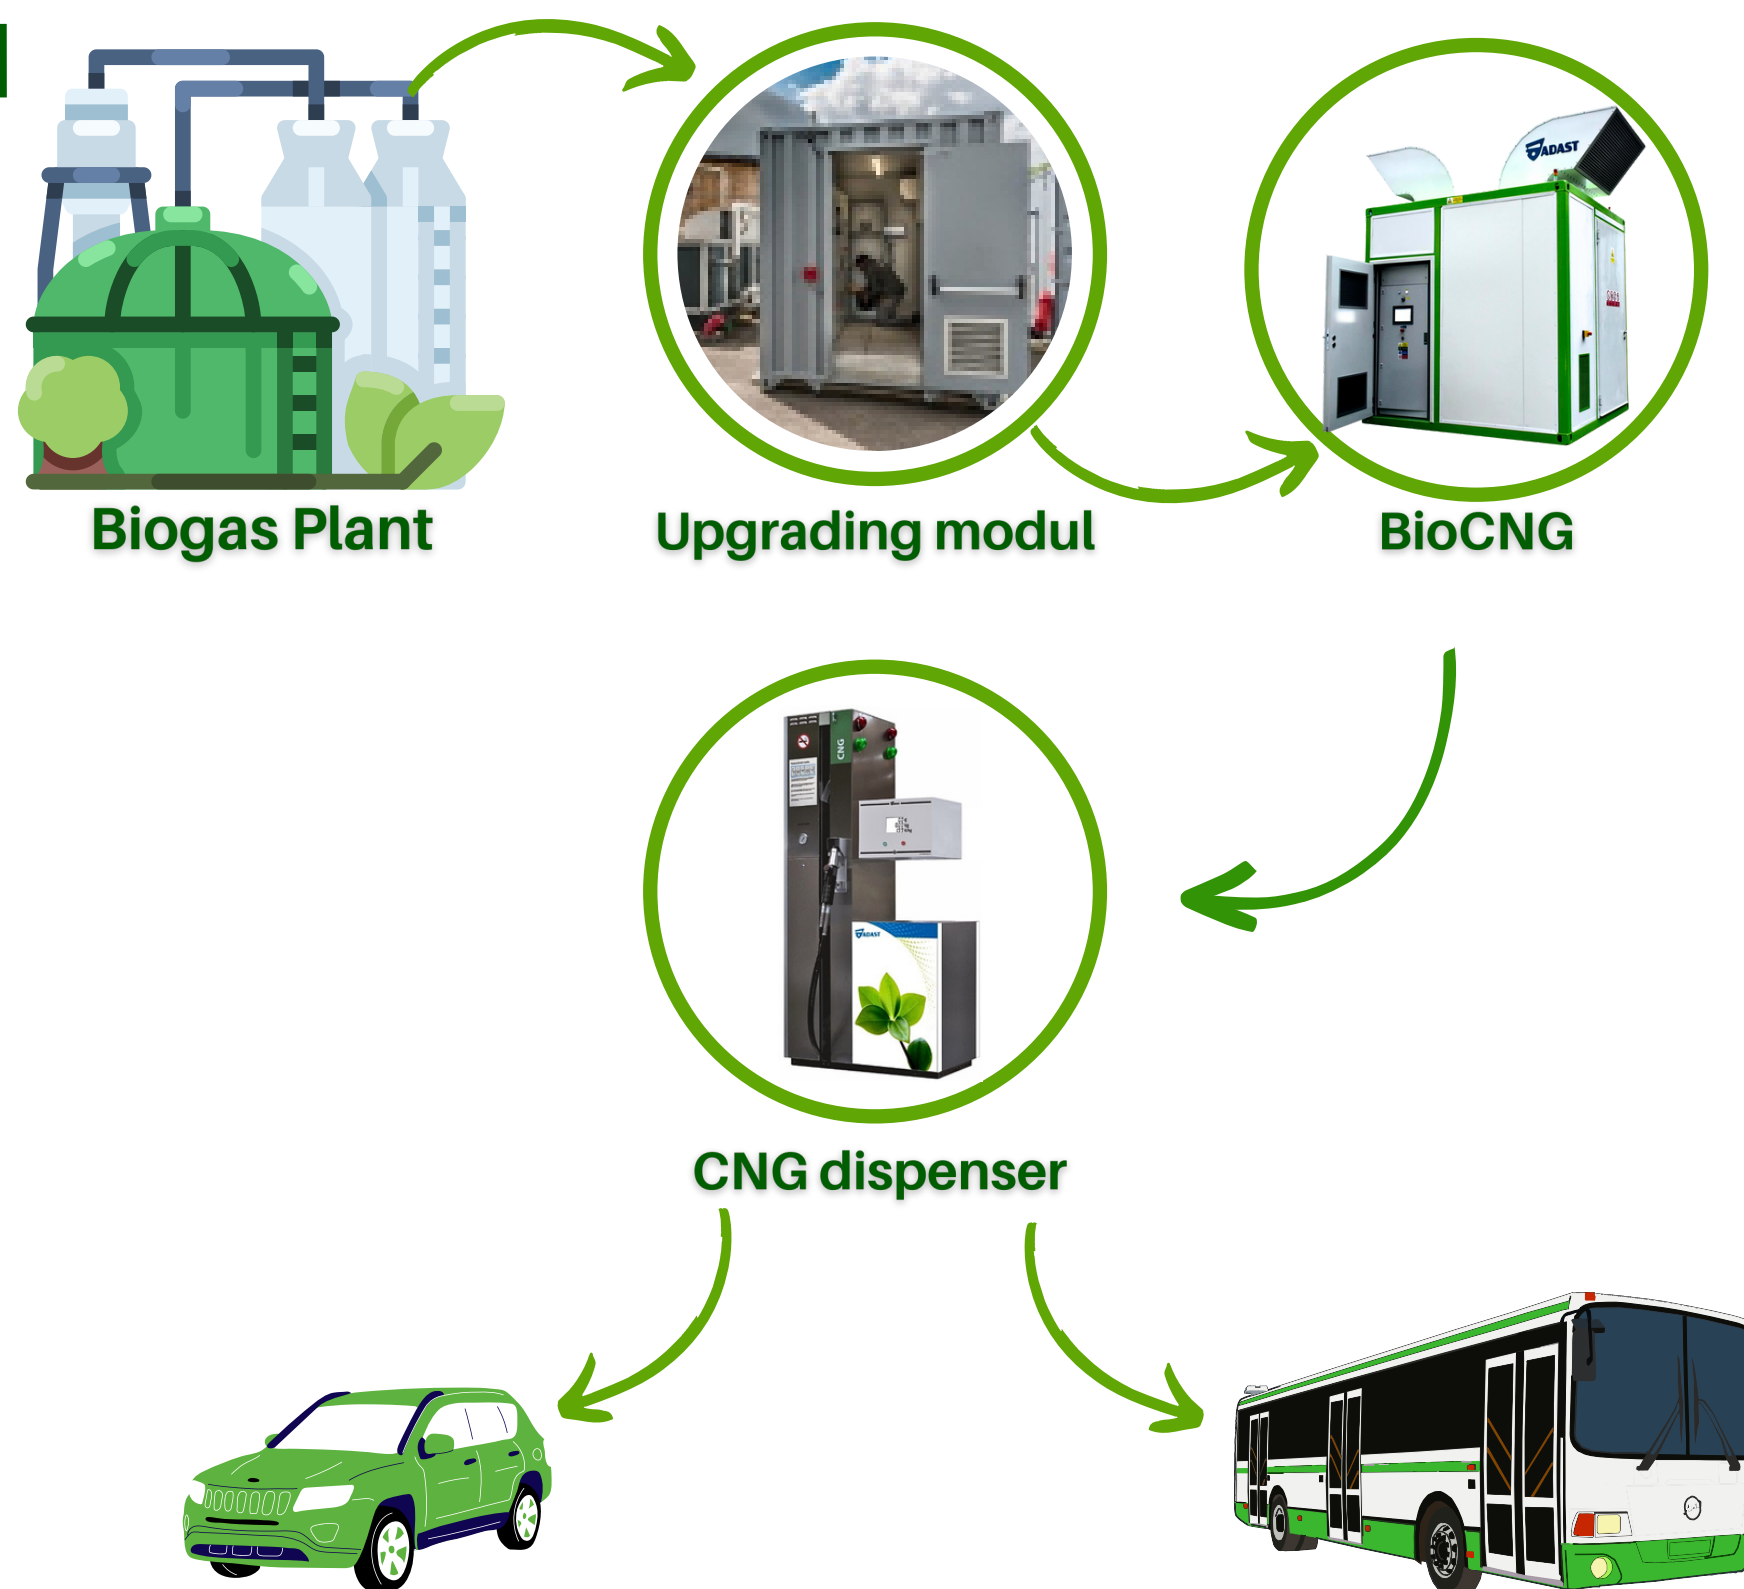 ADAST
Biogas Plant
Upgrading modul
BioCNG
CNG
ADAST
CNG dispenser